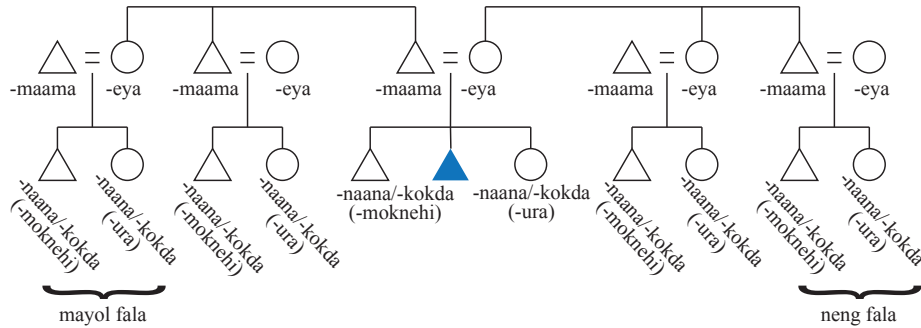 -maama -eya -maama -eya -maama -eya -maama -eya -maama -eya
-naana/-kokda
(-moknehi)
-naana/-kokda
(-ura)
-naana/-kokda
(-moknehi)
-naana/-kokda
(-ura)
-naana/-kokda
(-moknehi)
-naana/-kokda
(-ura)
-naana/-kokda
(-moknehi)
-naana/-kokda
(-ura)
-naana/-kokda
(-moknehi)
-naana/-kokda
(-ura)
mayol fala
neng fala